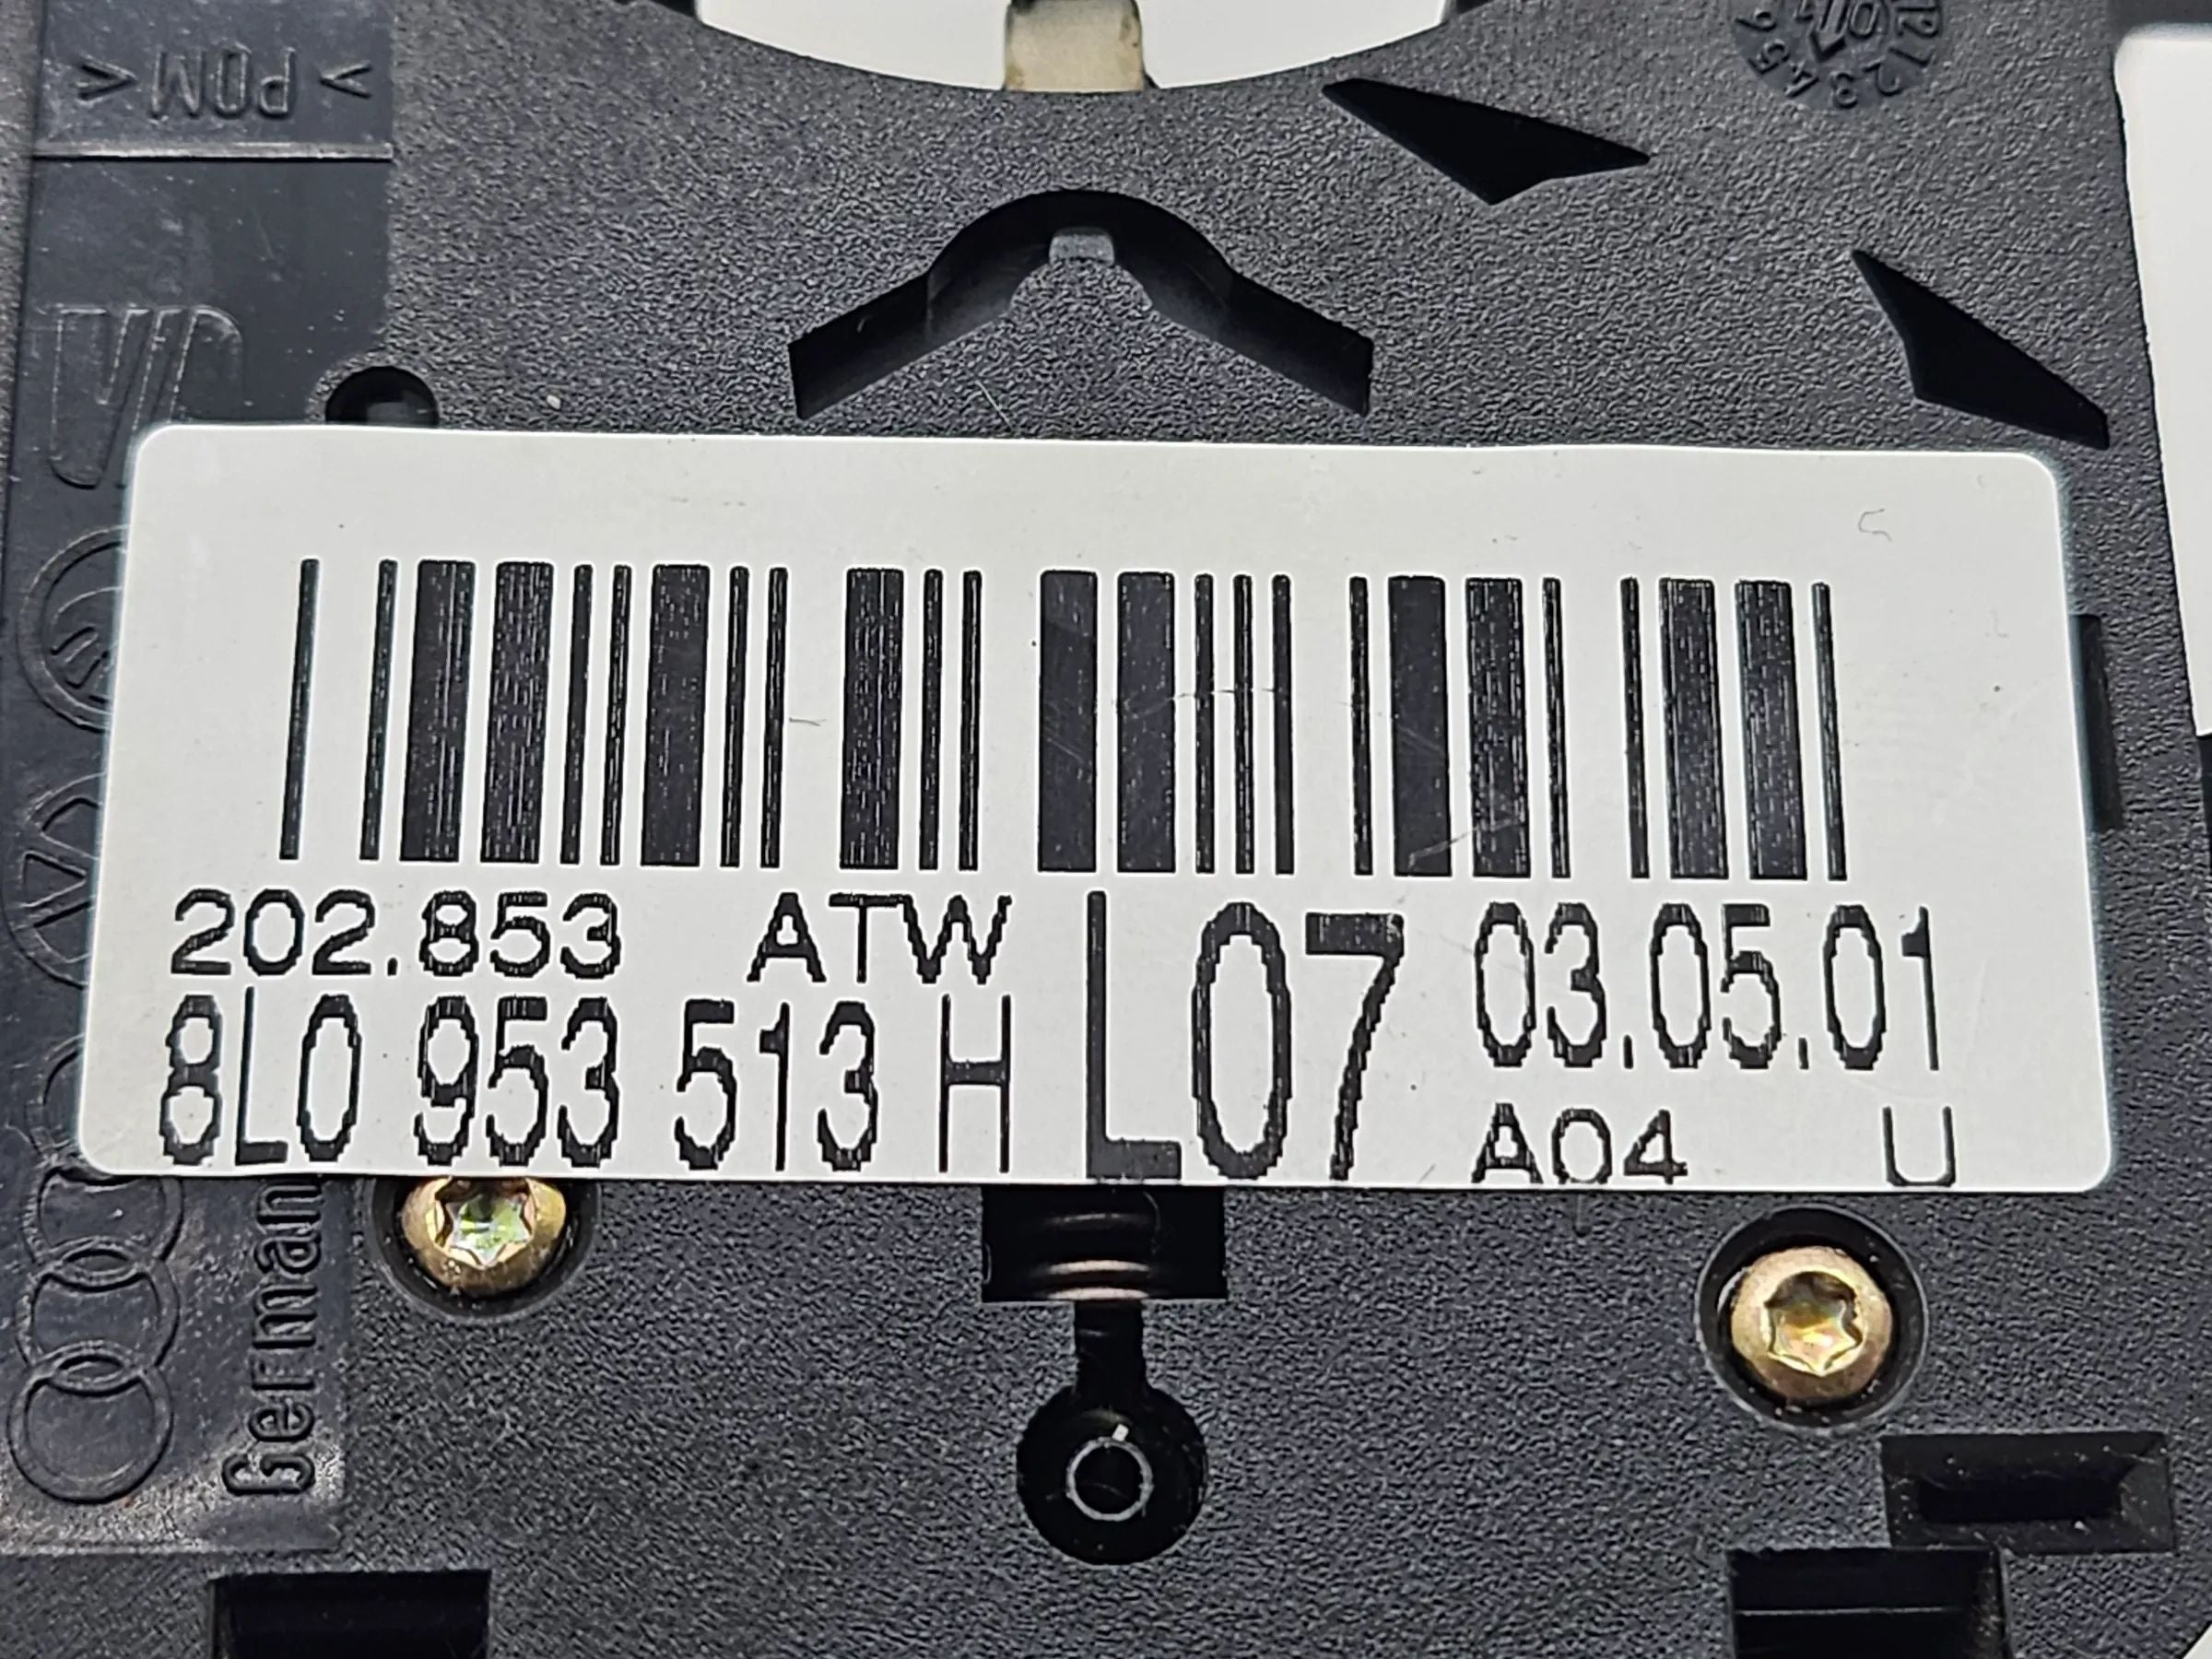 >POM<
202.853 ATW L07 03.05.01
8L0 953 513 H A04 U
German